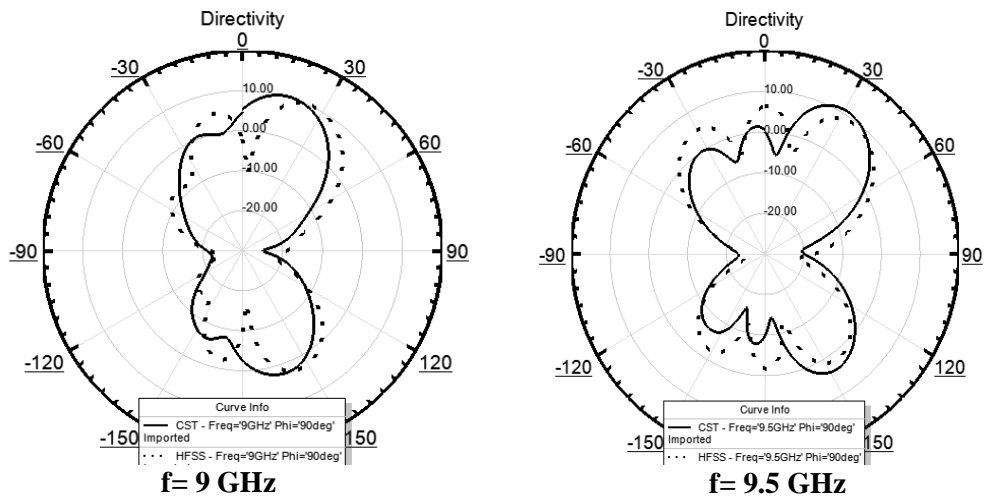 Directivity
0
-30
30
-60
60
-90
90
-120
120
-150
150
10.00
0.00
-10.00
-20.00
Curve Info
CST - Freq='9GHz' Phi='90deg'
Imported
HFSS - Freq='9GHz' Phi='90deg'
f= 9 GHz
Directivity
0
-30
30
-60
60
-90
90
-120
120
-150
150
10.00
0.00
-10.00
-20.00
Curve Info
CST - Freq='9.5GHz' Phi='90deg'
Imported
HFSS - Freq='9.5GHz' Phi='90deg'
f= 9.5 GHz